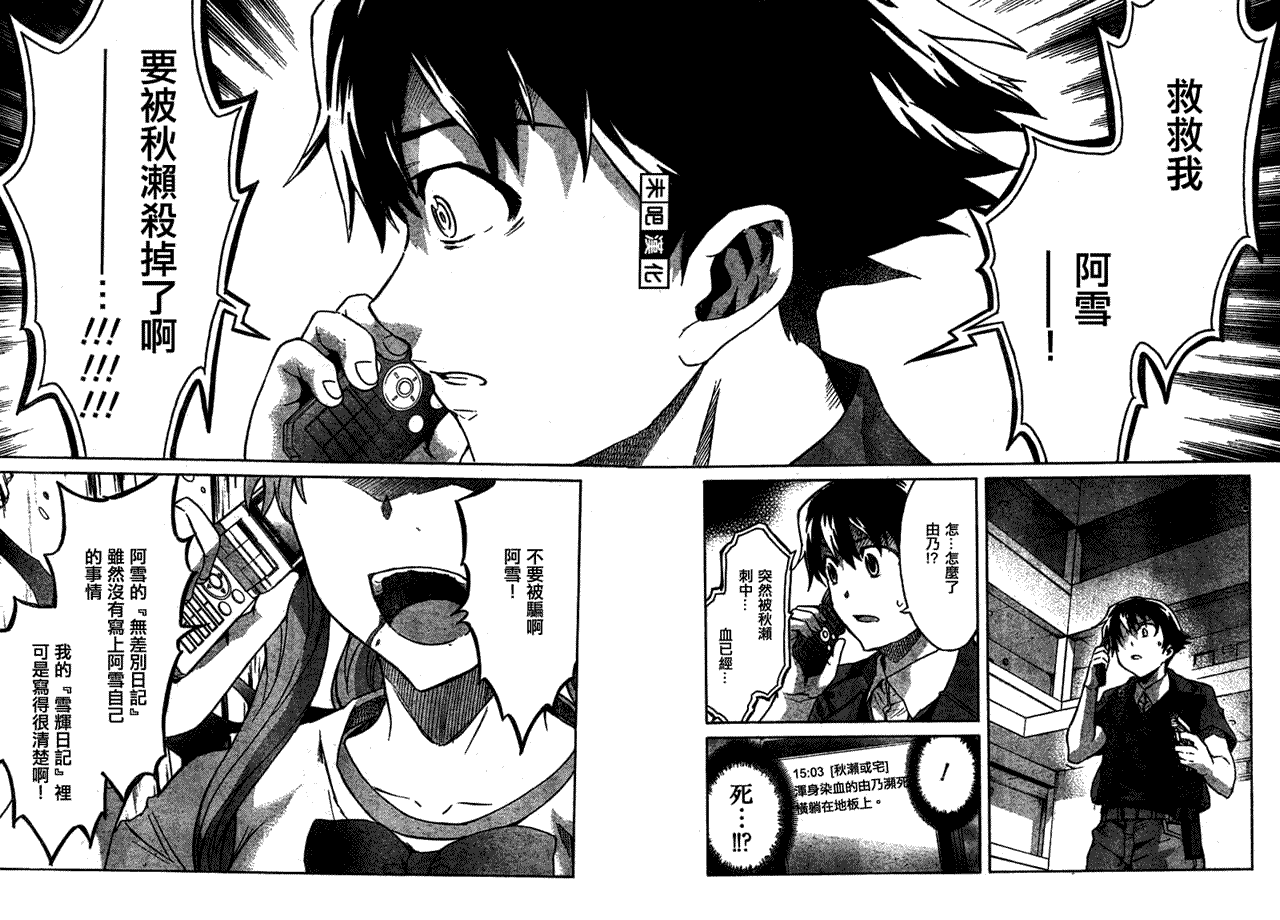 救救我
阿雪
——!
要被秋瀨殺掉了啊
————…!!!!!!!!!
未吧漢化
怎…怎麼了
由乃!?
突然被秋瀨
刺中…
血已經…
!
15:03 [秋瀨或宅]
渾身染血的由乃瀕死
橫躺在地板上。
死…
!!?
不要被騙啊
阿雪!
阿雪的『無差別日記』
雖然沒有寫上阿雪自己
的事情
我的『雪輝日記』裡
可是寫得很清楚啊!